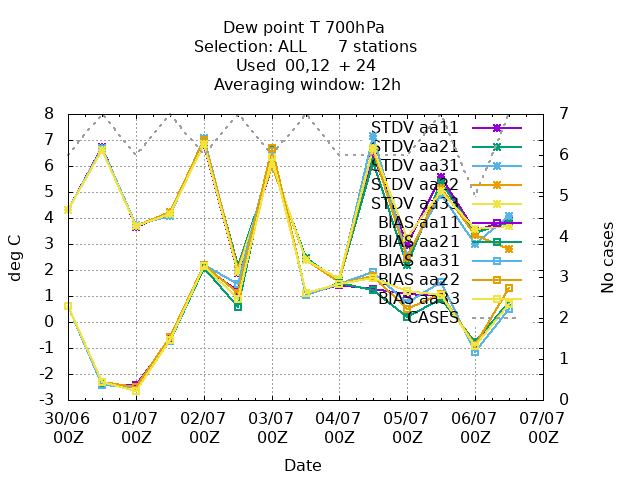 Dew point T 700hPa
Selection: ALL 7 stations
Used 00,12 + 24
Averaging window: 12h
8 7
7 6
6 5
5 4
4 3
3 2
2 1
1 0
0
-1
-2
-3
deg C
No cases
STDV aa11
STDV aa21
STDV aa31
STDV aa22
STDV aa33
BIAS aa11
BIAS aa21
BIAS aa31
BIAS aa22
BIAS aa33
CASES
30/06 01/07 02/07 03/07 04/07 05/07 06/07 07/07
00Z 00Z 00Z 00Z 00Z 00Z 00Z 00Z
Date